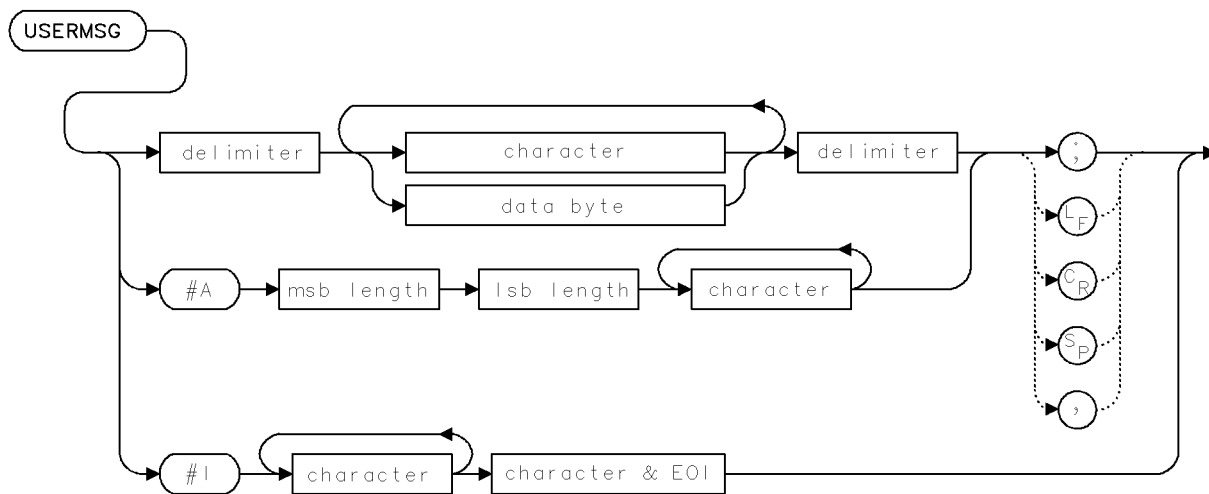 USERMSG
delimiter character delimiter ;
data byte
LF
#A msb length lsb length character CR
SP
,
#I character character & EOI